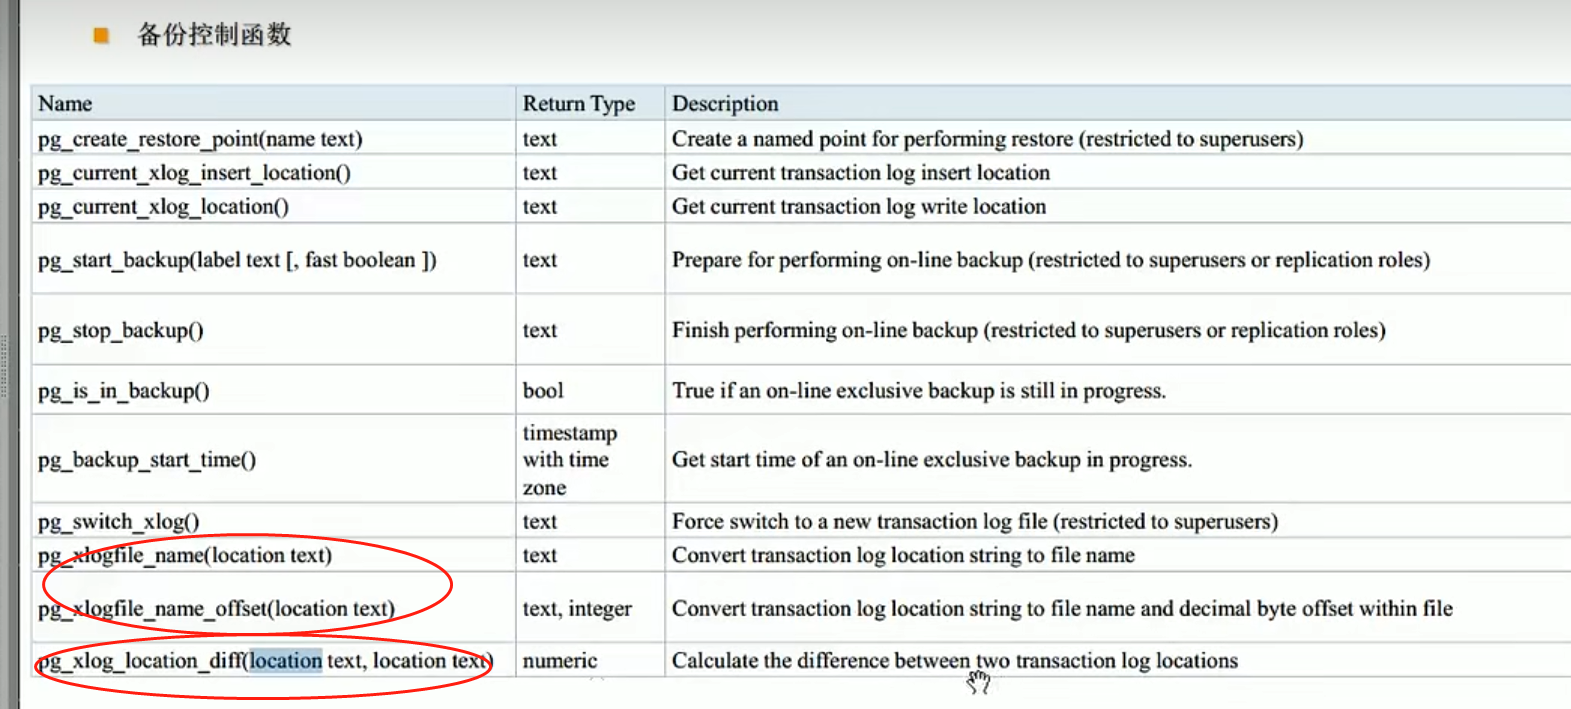 备份控制函数
Name Return Type Description
pg_create_restore_point(name text) text Create a named point for performing restore (restricted to superusers)
pg_current_xlog_insert_location() text Get current transaction log insert location
pg_current_xlog_location() text Get current transaction log write location
pg_start_backup(label text [, fast boolean ]) text Prepare for performing on-line backup (restricted to superusers or replication roles)
pg_stop_backup() text Finish performing on-line backup (restricted to superusers or replication roles)
pg_is_in_backup() bool True if an on-line exclusive backup is still in progress.
pg_backup_start_time() timestamp with time zone Get start time of an on-line exclusive backup in progress.
pg_switch_xlog() text Force switch to a new transaction log file (restricted to superusers)
pg_xlogfile_name(location text) text Convert transaction log location string to file name
pg_xlogfile_name_offset(location text) text, integer Convert transaction log location string to file name and decimal byte offset within file
pg_xlog_location_diff(location text, location text) numeric Calculate the difference between two transaction log locations